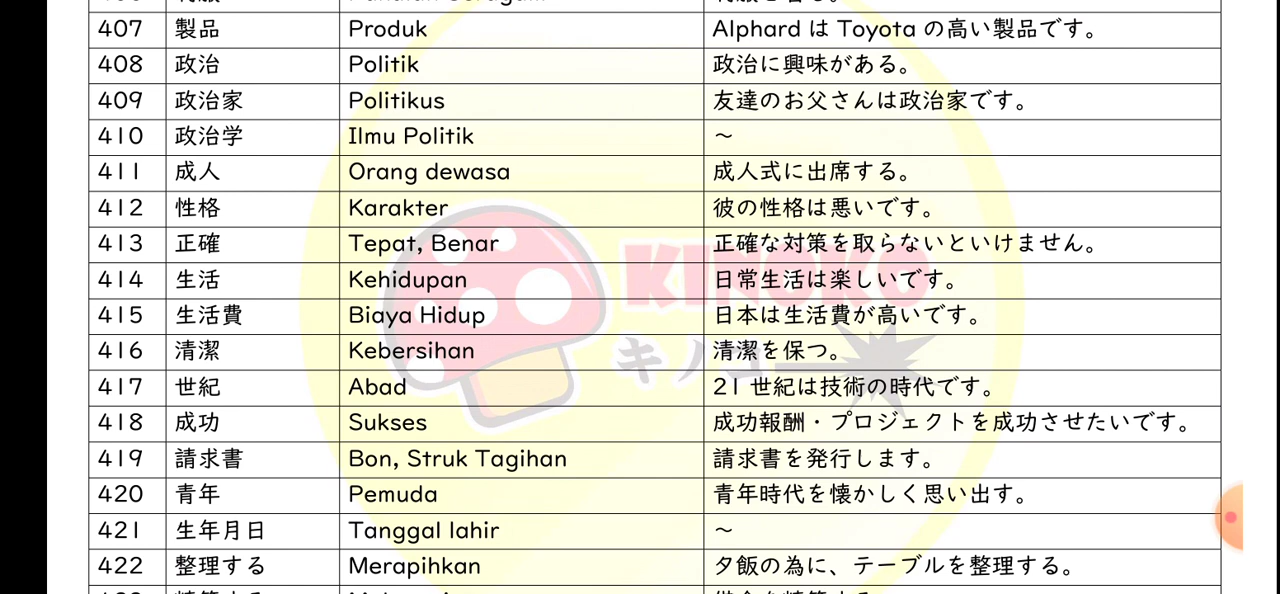 407 製品 Produk Alphard は Toyota の高い製品です。
408 政治 Politik 政治に興味がある。
409 政治家 Politikus 友達のお父さんは政治家です。
410 政治学 Ilmu Politik ～
411 成人 Orang dewasa 成人式に出席する。
412 性格 Karakter 彼の性格は悪いです。
413 正確 Tepat, Benar 正確な対策を取らないといけません。
414 生活 Kehidupan 日常生活は楽しいです。
415 生活費 Biaya Hidup 日本は生活費が高いです。
416 清潔 Kebersihan 清潔を保つ。
417 世紀 Abad 21 世紀は技術の時代です。
418 成功 Sukses 成功報酬・プロジェクトを成功させたいです。
419 請求書 Bon, Struk Tagihan 請求書を発行します。
420 青年 Pemuda 青年時代を懐かしく思い出す。
421 生年月日 Tanggal lahir ～
422 整理する Merapihkan 夕飯の為に、テーブルを整理する。
KINOKO
キノコ